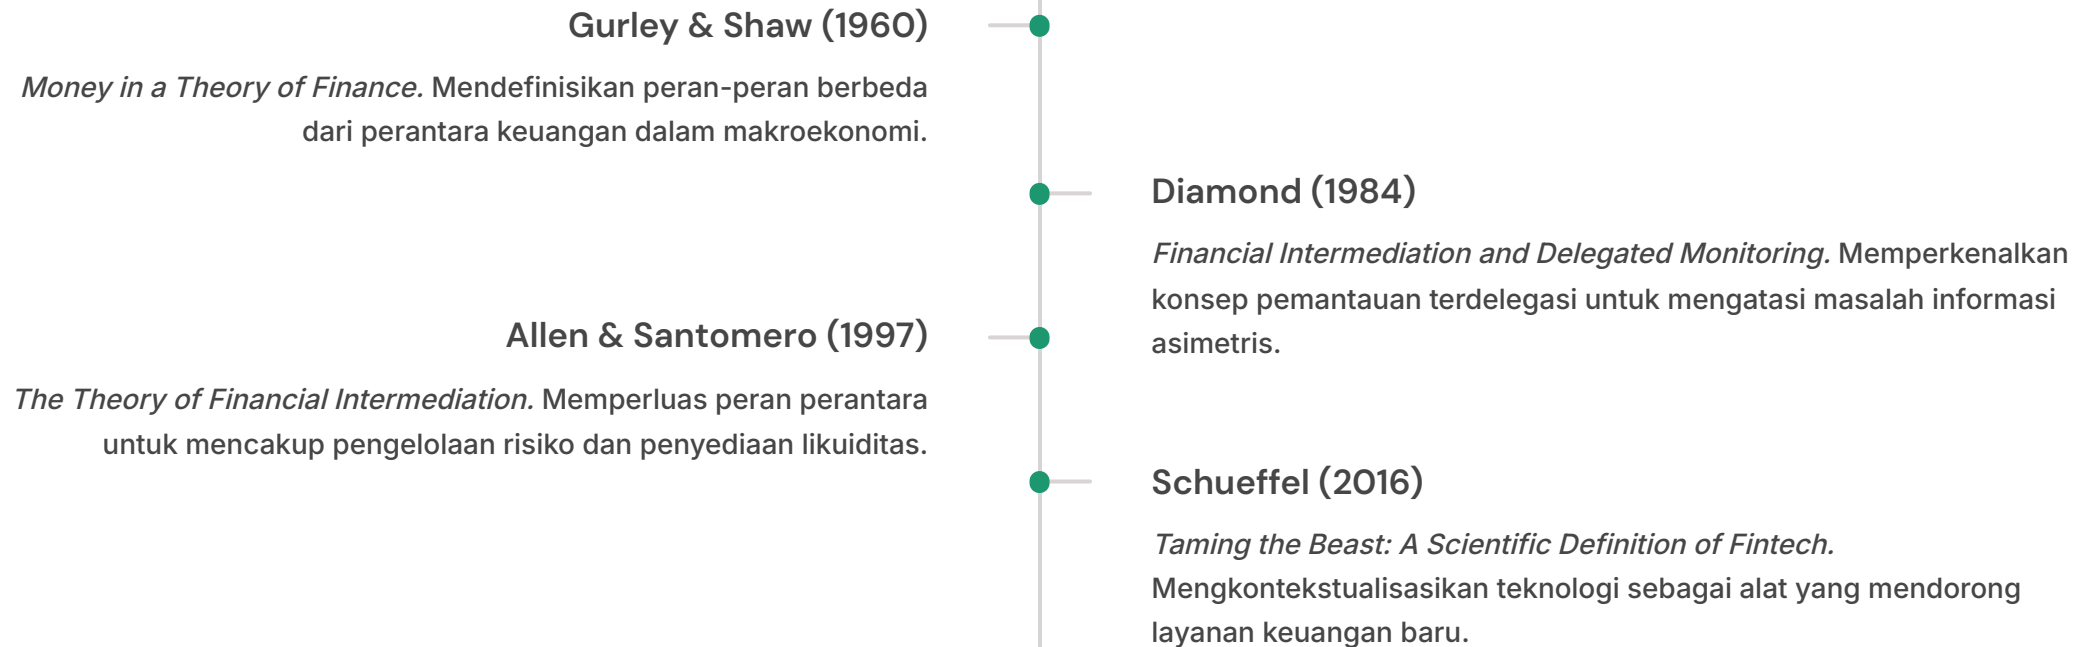 Gurley & Shaw (1960)
Money in a Theory of Finance. Mendefinisikan peran-peran berbeda
dari perantara keuangan dalam makroekonomi.
Diamond (1984)
Financial Intermediation and Delegated Monitoring. Memperkenalkan
konsep pemantauan terdelegasi untuk mengatasi masalah informasi
asimetris.
Allen & Santomero (1997)
The Theory of Financial Intermediation. Memperluas peran perantara
untuk mencakup pengelolaan risiko dan penyediaan likuiditas.
Schueffel (2016)
Taming the Beast: A Scientific Definition of Fintech.
Mengkontekstualisasikan teknologi sebagai alat yang mendorong
layanan keuangan baru.